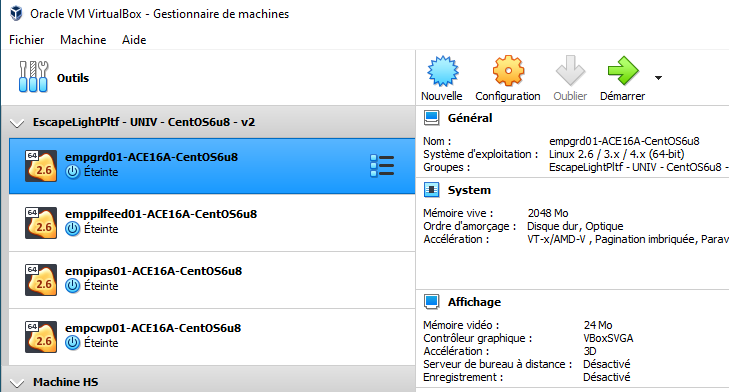 Oracle VM VirtualBox - Gestionnaire de machines
Fichier Machine Aide
Outils
Nouvelle Configuration Oublier Démarrer
EscapeLightPltf - UNIV - CentOS6u8 - v2
64
2.6
empgrd01-ACE16A-CentOS6u8
Éteinte
64
2.6
emppilfeed01-ACE16A-CentOS6u8
Éteinte
64
2.6
empipas01-ACE16A-CentOS6u8
Éteinte
64
2.6
empcwp01-ACE16A-CentOS6u8
Éteinte
Machine HS
Général
Nom : empgrd01-ACE16A-CentOS6u8
Système d'exploitation : Linux 2.6 / 3.x / 4.x (64-bit)
Groupes : EscapeLightPltf - UNIV - CentOS6u8 -
System
Mémoire vive : 2048 Mo
Ordre d'amorçage : Disque dur, Optique
Accélération : VT-x/AMD-V , Pagination imbriquée, Parav
Affichage
Mémoire vidéo : 24 Mo
Contrôleur graphique : VBoxSVGA
Accélération : 3D
Serveur de bureau à distance : Désactivé
Enregistrement : Désactivé